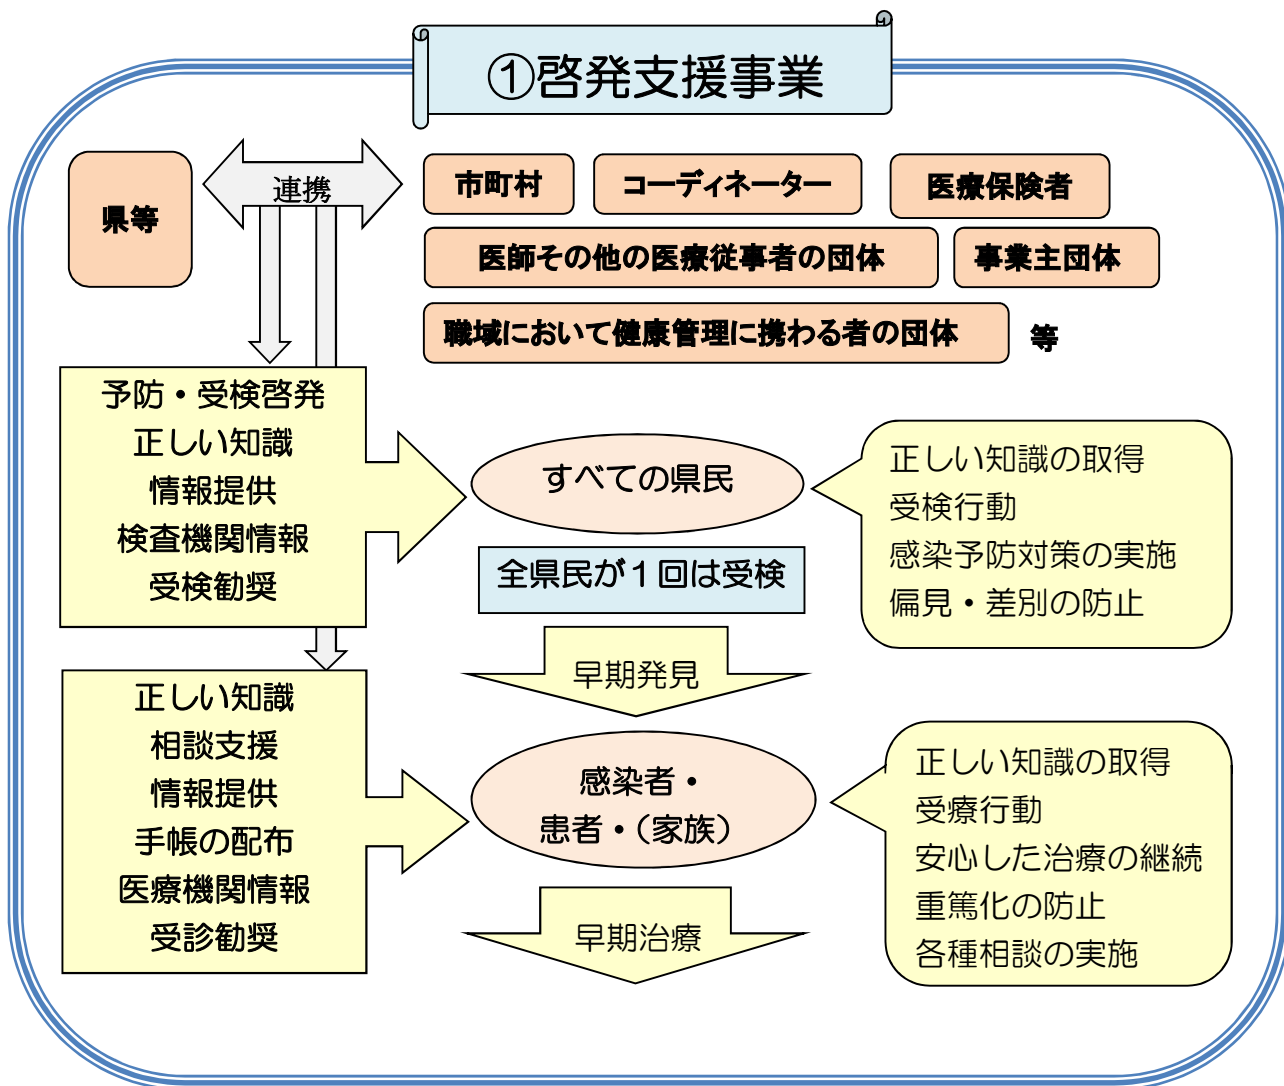 ①啓発支援事業
県等
連携
市町村
コーディネーター
医療保険者
医師その他の医療従事者の団体
事業主団体
職域において健康管理に携わる者の団体
等
予防・受検啓発
正しい知識
情報提供
検査機関情報
受検勧奨
すべての県民
正しい知識の取得
受検行動
感染予防対策の実施
偏見・差別の防止
全県民が１回は受検
早期発見
正しい知識
相談支援
情報提供
手帳の配布
医療機関情報
受診勧奨
感染者・
患者・（家族）
正しい知識の取得
受療行動
安心した治療の継続
重篤化の防止
各種相談の実施
早期治療